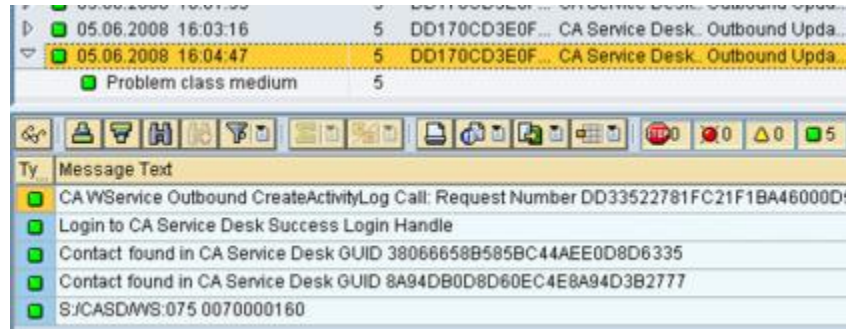 05.06.2008 16:03:16 5 DD170CD3E0F... CA Service Desk.. Outbound Upda..
05.06.2008 16:04:47 5 DD170CD3E0F... CA Service Desk.. Outbound Upda..
Problem class medium 5
0 0 0 5
Ty... Message Text
CA WService Outbound CreateActivityLog Call: Request Number DD33522781FC21F1BA46000D
Login to CA Service Desk Success Login Handle
Contact found in CA Service Desk GUID 38066658B585BC44AEE0D8D6335
Contact found in CA Service Desk GUID 8A94DB0D8D60EC4E8A94D3B2777
S:/CASD/WS:075 0070000160